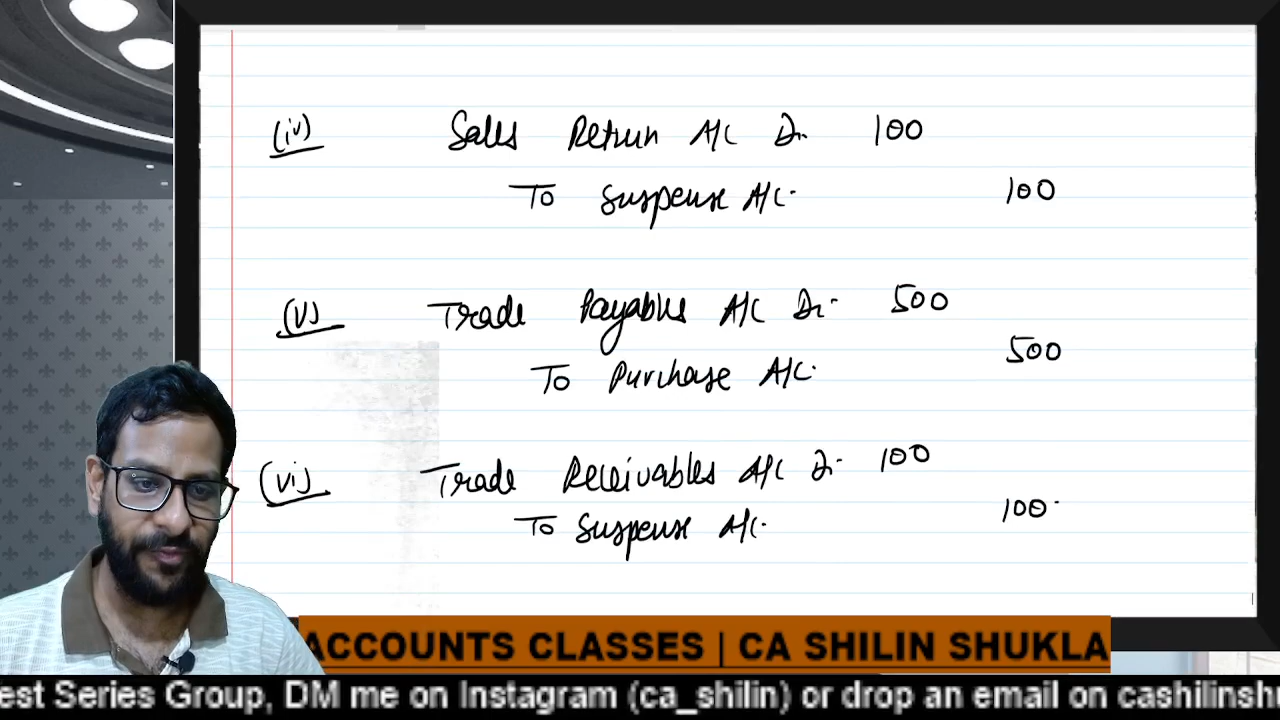 (iv) Sales Retrun A/C Dr. 100
To Suspense A/C. 100
(v) Trade Payables A/C Dr. 500
To Purchase A/C. 500
(vi) Trade Receivables A/C Dr. 100
To Suspense A/C. 100
ACCOUNTS CLASSES | CA SHILIN SHUKLA
est Series Group, DM me on Instagram (ca_shilin) or drop an email on cashilinshu